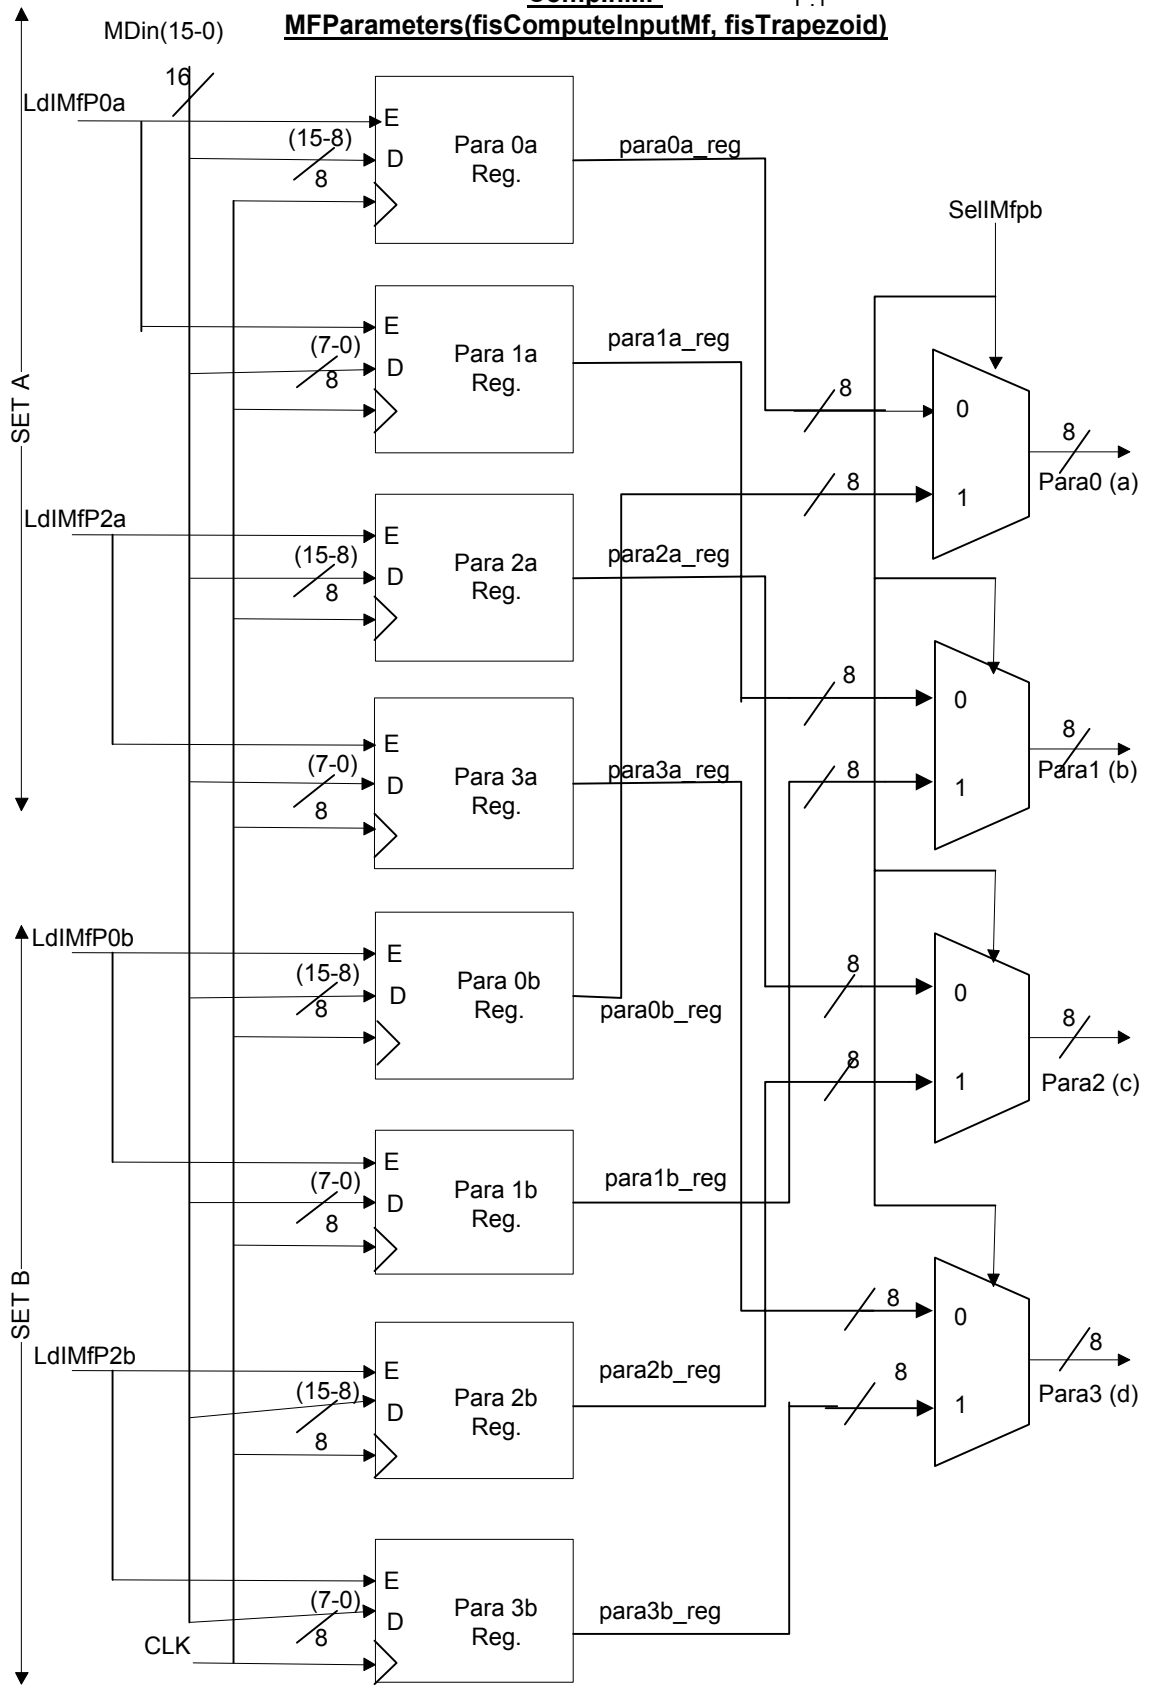 MFParameters(fisComputeInputMf, fisTrapezoid)
MDin(15-0)
16
LdIMfP0a
E
(15-8)
D
8
Para 0a
Reg.
para0a_reg
SelIMfpb
E
(7-0)
D
8
Para 1a
Reg.
para1a_reg
8
0
8
Para0 (a)
8
1
SET A
LdIMfP2a
E
(15-8)
D
8
Para 2a
Reg.
para2a_reg
8
0
8
Para1 (b)
8
1
E
(7-0)
D
8
Para 3a
Reg.
para3a_reg
LdIMfP0b
E
(15-8)
D
8
Para 0b
Reg.
para0b_reg
8
0
8
Para2 (c)
8
1
E
(7-0)
D
8
Para 1b
Reg.
para1b_reg
SET B
LdIMfP2b
E
(15-8)
D
8
Para 2b
Reg.
para2b_reg
8
0
8
Para3 (d)
8
1
E
(7-0)
D
8
Para 3b
Reg.
para3b_reg
CLK